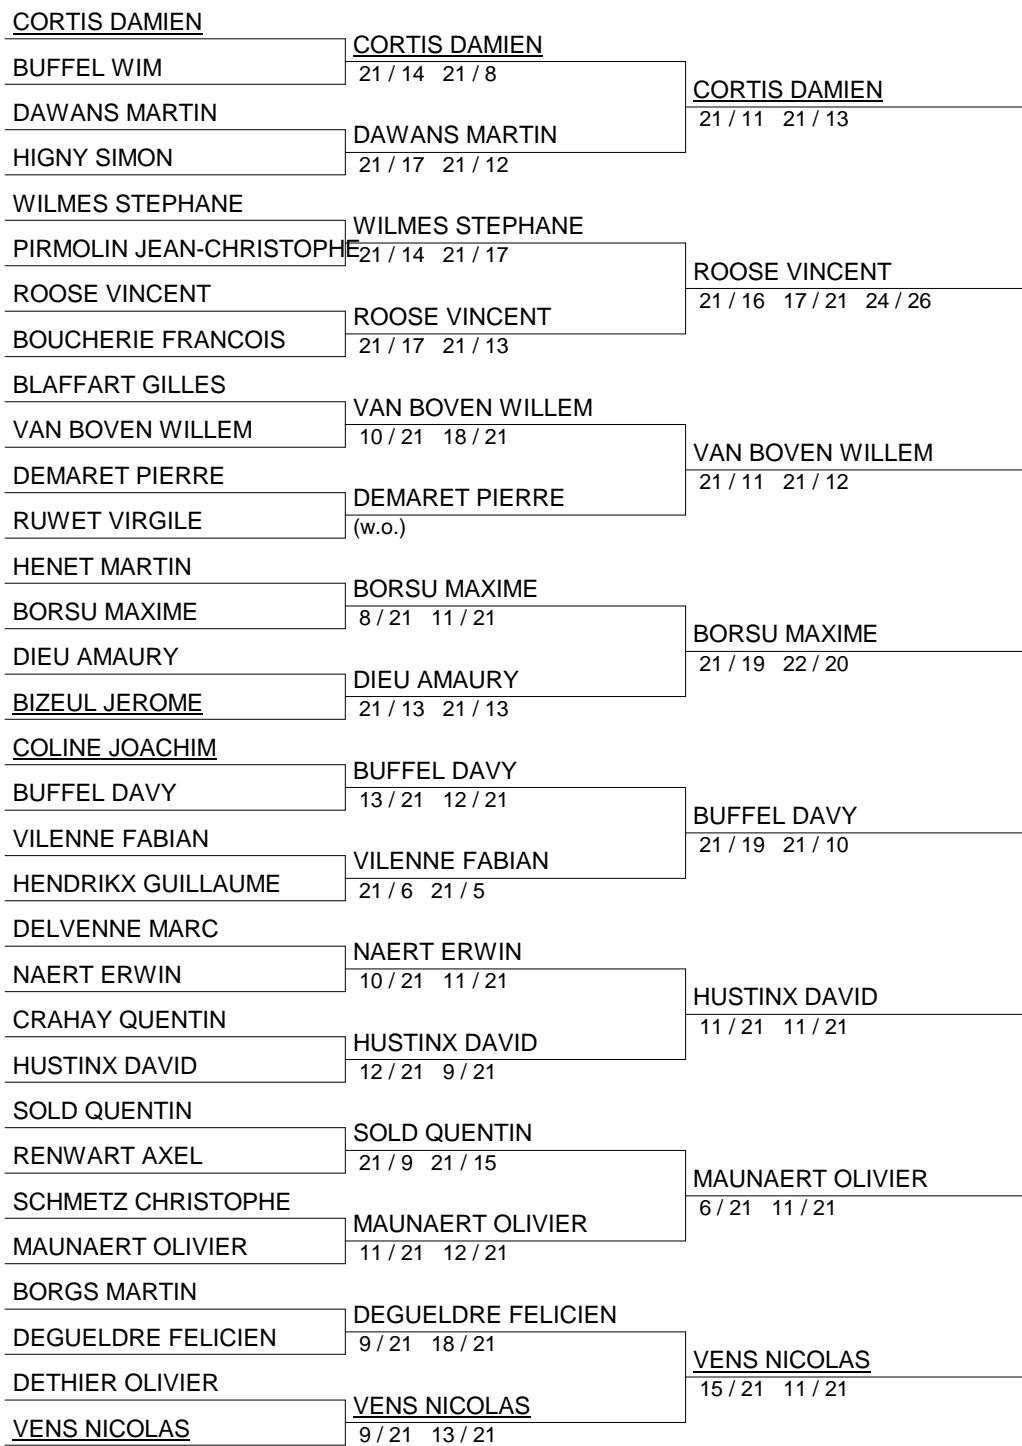 CORTIS DAMIEN
BUFFEL WIM
DAWANS MARTIN
HIGNY SIMON
WILMES STEPHANE
PIRMOLIN JEAN-CHRISTOPHE
ROOSE VINCENT
BOUCHERIE FRANCOIS
BLAFFART GILLES
VAN BOVEN WILLEM
DEMARET PIERRE
RUWET VIRGILE
HENET MARTIN
BORSU MAXIME
DIEU AMAURY
BIZEUL JEROME
COLINE JOACHIM
BUFFEL DAVY
VILENNE FABIAN
HENDRIKX GUILLAUME
DELVENNE MARC
NAERT ERWIN
CRAHAY QUENTIN
HUSTINX DAVID
SOLD QUENTIN
RENWART AXEL
SCHMETZ CHRISTOPHE
MAUNAERT OLIVIER
BORGS MARTIN
DEGUELDRE FELICIEN
DETHIER OLIVIER
VENS NICOLAS
CORTIS DAMIEN
21 / 14 21 / 8
DAWANS MARTIN
21 / 17 21 / 12
WILMES STEPHANE
21 / 14 21 / 17
ROOSE VINCENT
21 / 17 21 / 13
VAN BOVEN WILLEM
10 / 21 18 / 21
DEMARET PIERRE
(w.o.)
BORSU MAXIME
8 / 21 11 / 21
DIEU AMAURY
21 / 13 21 / 13
BUFFEL DAVY
13 / 21 12 / 21
VILENNE FABIAN
21 / 6 21 / 5
NAERT ERWIN
10 / 21 11 / 21
HUSTINX DAVID
12 / 21 9 / 21
SOLD QUENTIN
21 / 9 21 / 15
MAUNAERT OLIVIER
11 / 21 12 / 21
DEGUELDRE FELICIEN
9 / 21 18 / 21
VENS NICOLAS
9 / 21 13 / 21
CORTIS DAMIEN
21 / 11 21 / 13
ROOSE VINCENT
21 / 16 17 / 21 24 / 26
VAN BOVEN WILLEM
21 / 11 21 / 12
BORSU MAXIME
21 / 19 22 / 20
BUFFEL DAVY
21 / 19 21 / 10
HUSTINX DAVID
11 / 21 11 / 21
MAUNAERT OLIVIER
6 / 21 11 / 21
VENS NICOLAS
15 / 21 11 / 21